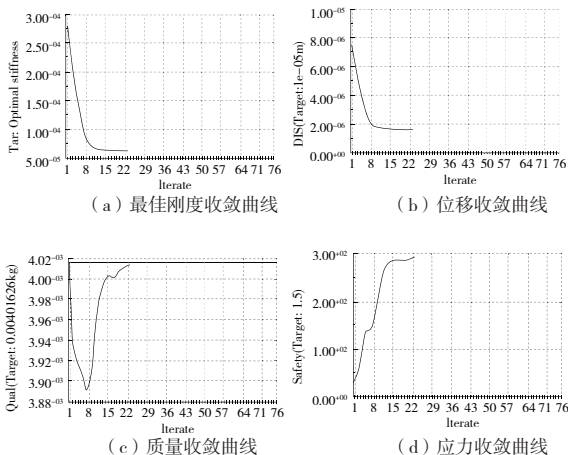 3.00⁻⁰⁴
2.50⁻⁰⁴
2.00⁻⁰⁴
1.50⁻⁰⁴
1.00⁻⁰⁴
5.00⁻⁰⁵
Tar: Optimal stiffness
1 8 15 22 29 36 43 50 57 64 71 76
Iterate
(a)最佳刚度收敛曲线
1.00⁻⁰⁵
8.00⁻⁰⁶
6.00⁻⁰⁶
4.00⁻⁰⁶
2.00⁻⁰⁶
0.00⁺⁰⁰
DIS(Target:1e-05m)
1 8 15 22 29 36 43 50 57 64 71 76
Iterate
(b)位移收敛曲线
4.02⁻⁰³
4.00⁻⁰³
3.98⁻⁰³
3.96⁻⁰³
3.94⁻⁰³
3.92⁻⁰³
3.90⁻⁰³
3.88⁻⁰³
Qual(Target: 0.00401626kg)
1 8 15 22 29 36 43 50 57 64 71 76
Iterate
(c)质量收敛曲线
3.00⁺⁰²
2.00⁺⁰²
1.00⁺⁰²
0.00⁺⁰⁰
Safety(Target: 1.5)
1 8 15 22 29 36 43 50 57 64 71 76
Iterate
(d)应力收敛曲线